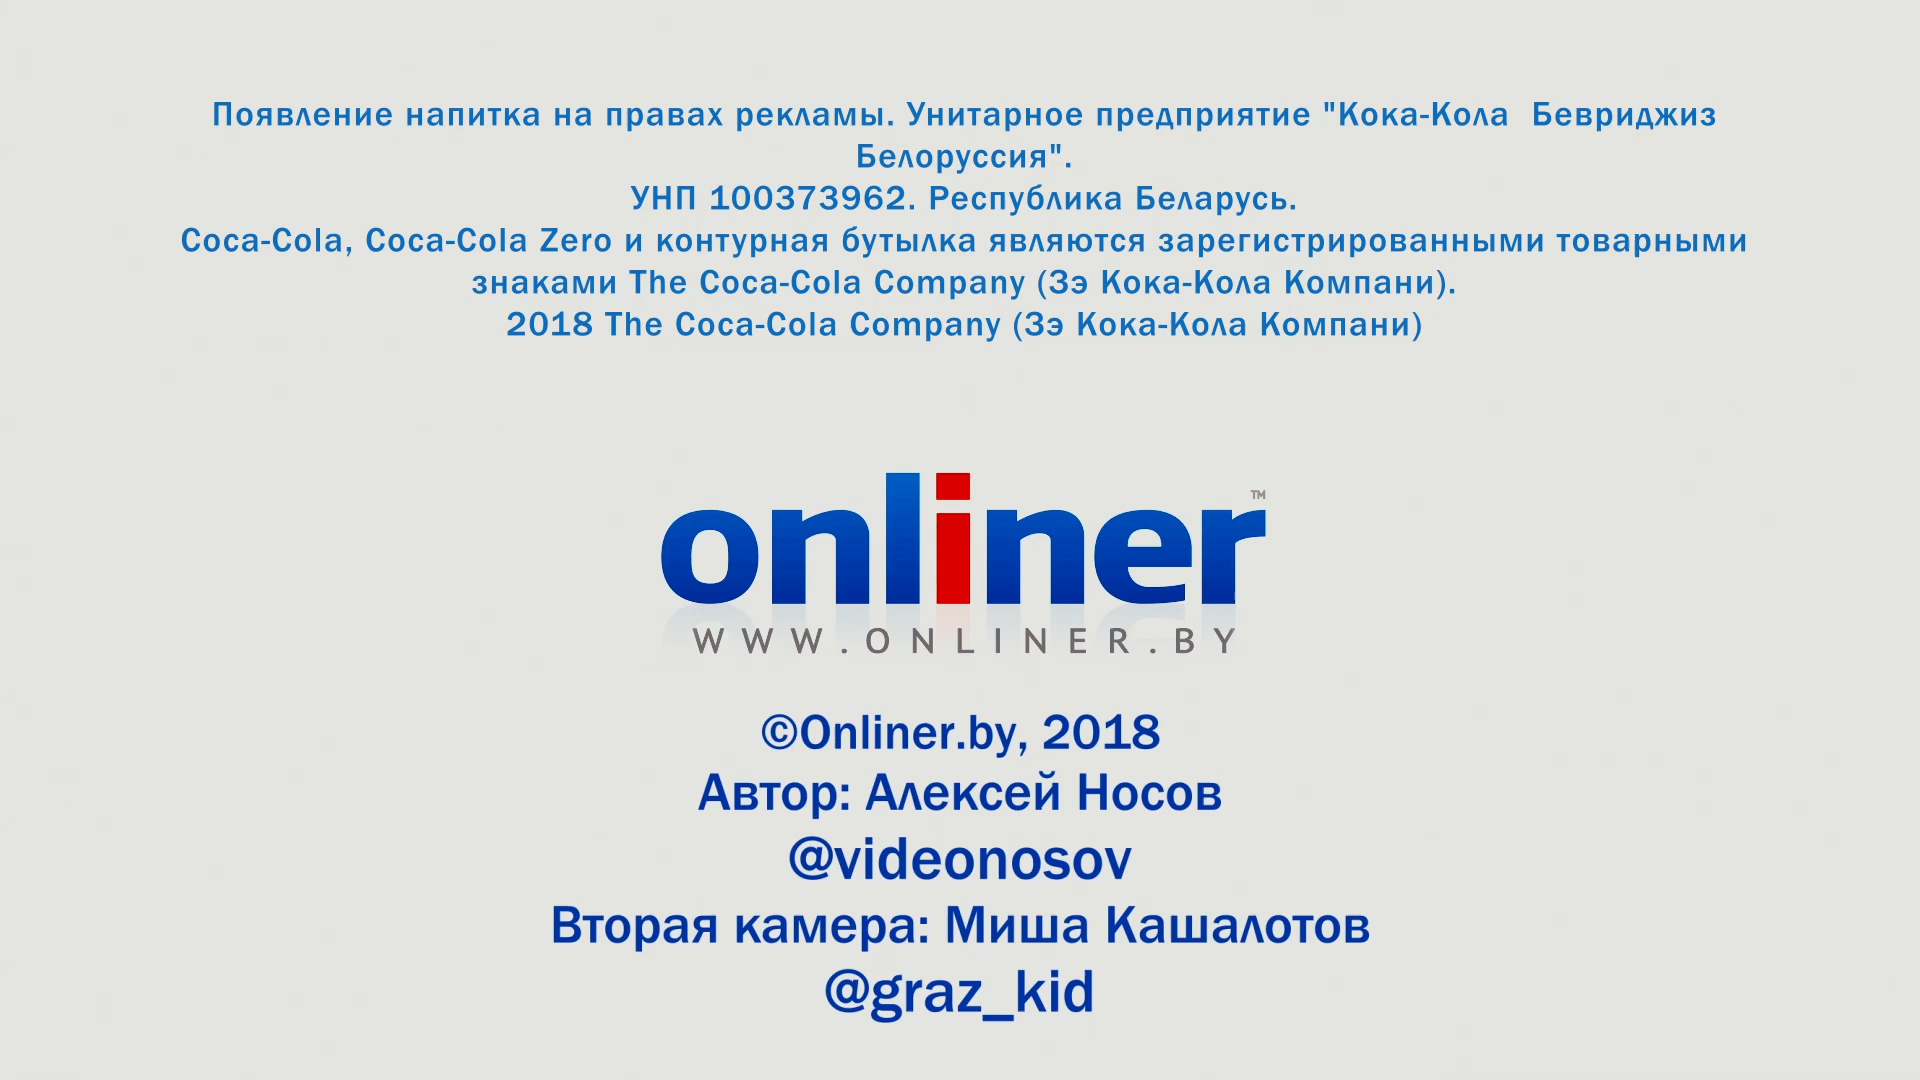 Появление напитка на правах рекламы. Унитарное предприятие "Кока-Кола  Бевриджиз
Белоруссия".
УНП 100373962. Республика Беларусь.
Coca-Cola, Coca-Cola Zero и контурная бутылка являются зарегистрированными товарными
знаками The Coca-Cola Company (Зэ Кока-Кола Компани).
2018 The Coca-Cola Company (Зэ Кока-Кола Компани)
onliner™
WWW.ONLINER.BY
©Onliner.by, 2018
Автор: Алексей Носов
@videonosov
Вторая камера: Миша Кашалотов
@graz_kid